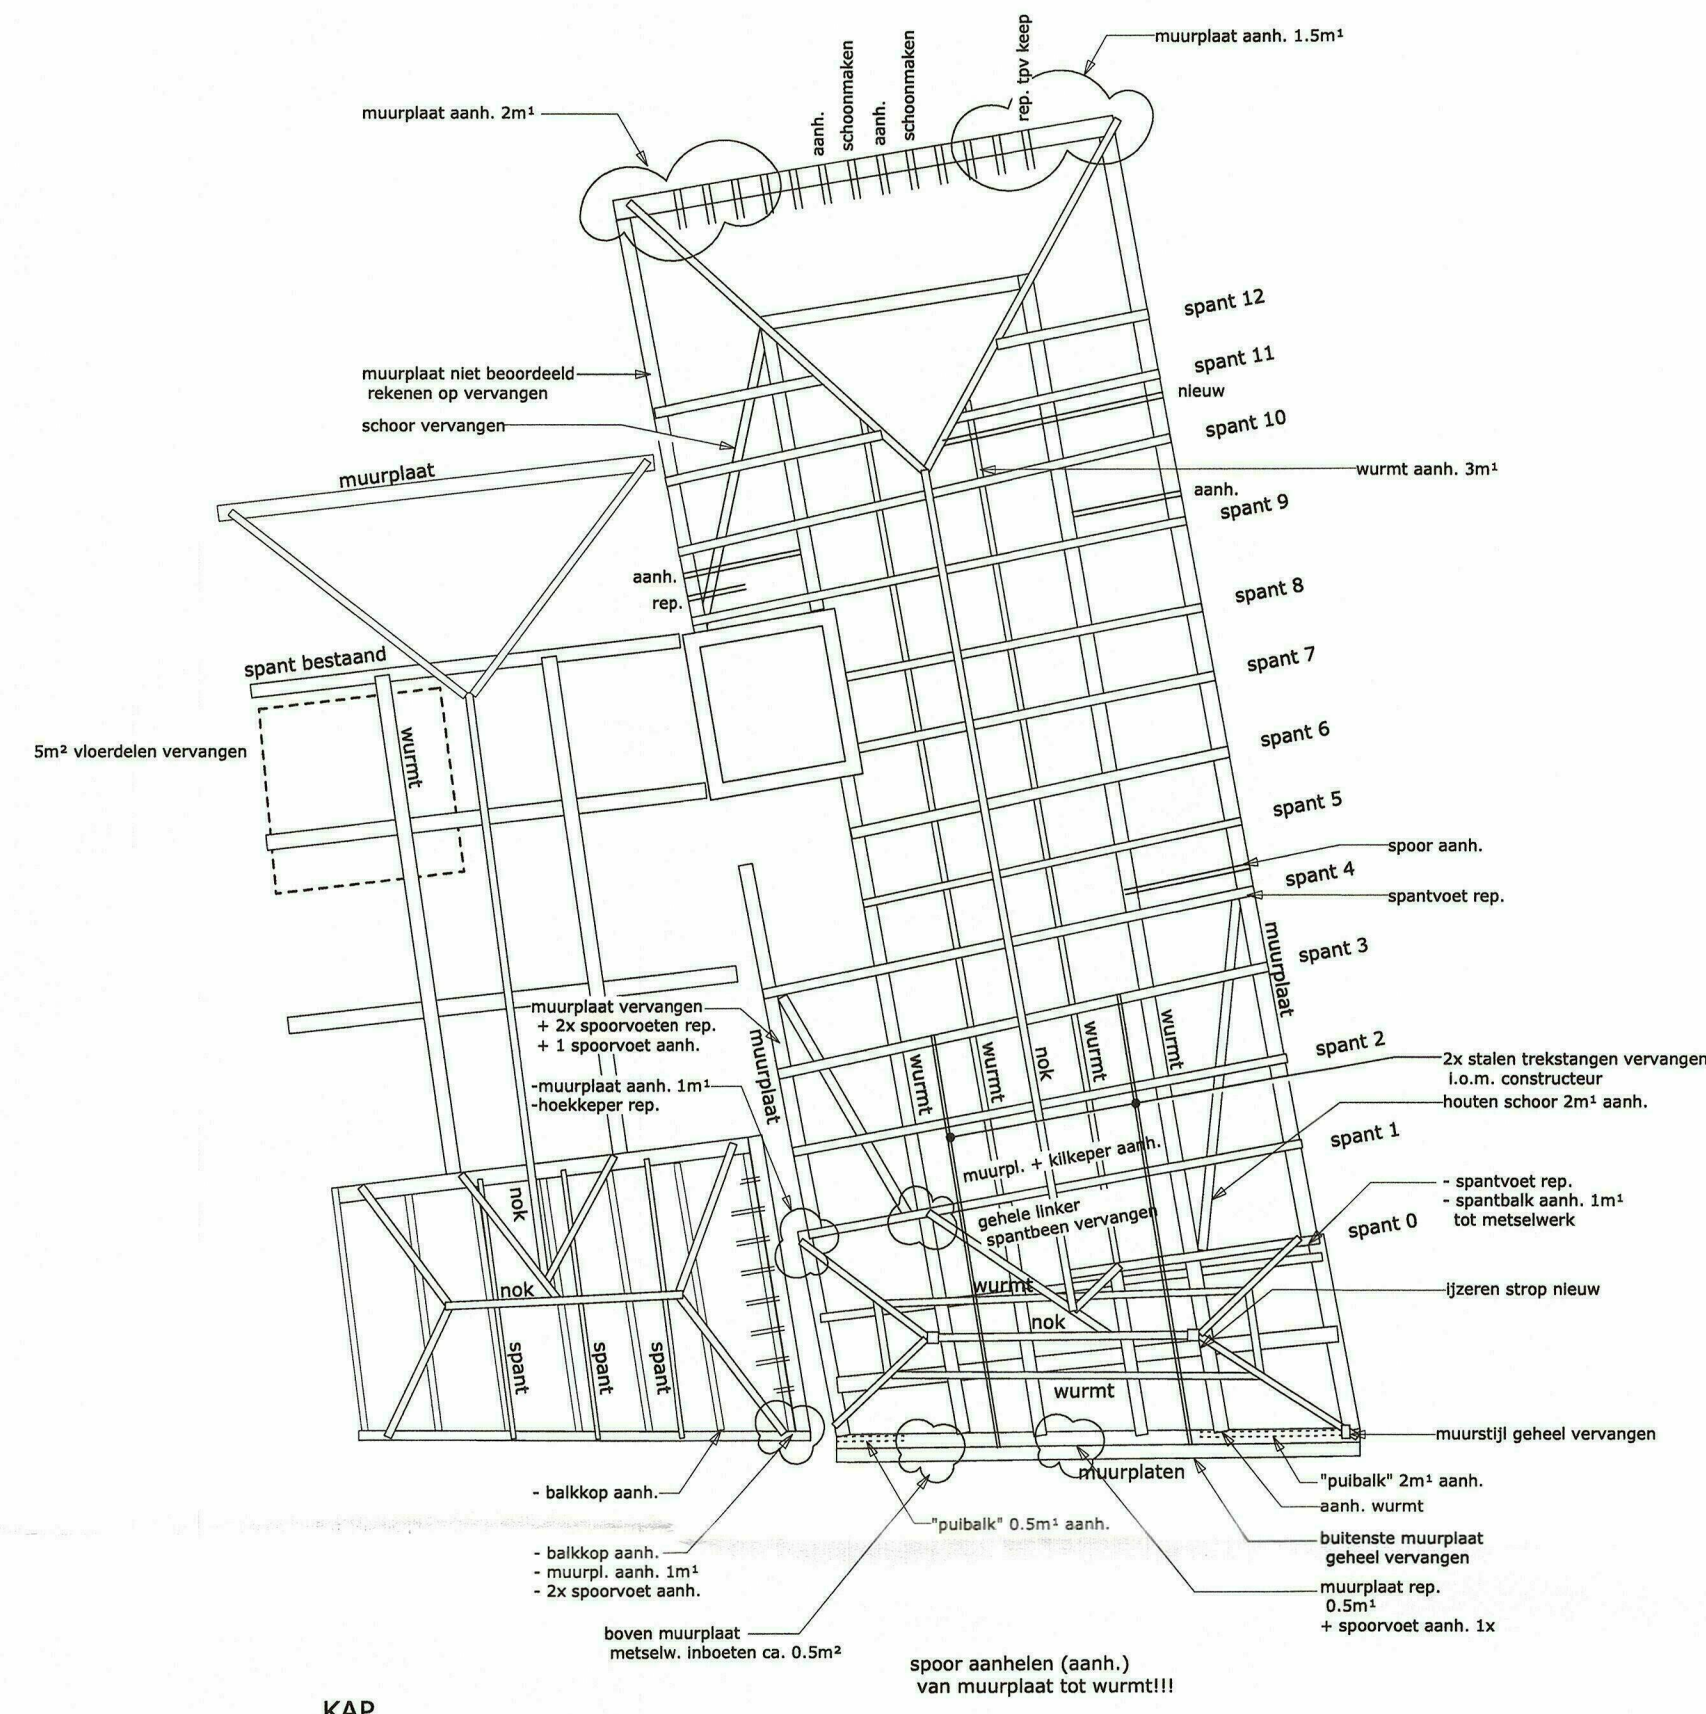 rep. tpv keep
schoonmaken
aanh.
schoonmaken
aanh.
muurplaat aanh. 1.5m¹
muurplaat aanh. 2m¹
spant 12
spant 11
nieuw
spant 10
wurmt aanh. 3m¹
aanh.
spant 9
muurplaat niet beoordeeld
rekenen op vervangen
schoor vervangen
muurplaat
aanh.
rep.
spant 8
spant 7
spant 6
spant 5
spant bestaand
wurmt
5m² vloerdelen vervangen
spoor aanh.
spant 4
spantvoet rep.
muurplaat
spant 3
muurplaat vervangen
+ 2x spoorvoeten rep.
+ 1 spoorvoet aanh.
muurplaat
wurmt
wurmt
nok
wurmt
wurmt
spant 2
2x stalen trekstangen vervangen
i.o.m. constructeur
-muurplaat aanh. 1m¹
-hoekkeper rep.
houten schoor 2m¹ aanh.
spant 1
muurpl. + kilkeper aanh.
- spantvoet rep.
- spantbalk aanh. 1m¹
tot metselwerk
gehele linker
spantbeen vervangen
spant 0
nok
nok
wurmt
ijzeren strop nieuw
nok
spant
spant
spant
wurmt
muurstijl geheel vervangen
muurplaten
"puibalk" 2m¹ aanh.
- balkkop aanh.
aanh. wurmt
"puibalk" 0.5m¹ aanh.
buitenste muurplaat
geheel vervangen
- balkkop aanh.
- muurpl. aanh. 1m¹
- 2x spoorvoet aanh.
muurplaat rep.
0.5m¹
+ spoorvoet aanh. 1x
boven muurplaat
metselw. inboeten ca. 0.5m²
spoor aanhelen (aanh.)
van muurplaat tot wurmt!!!
KAP